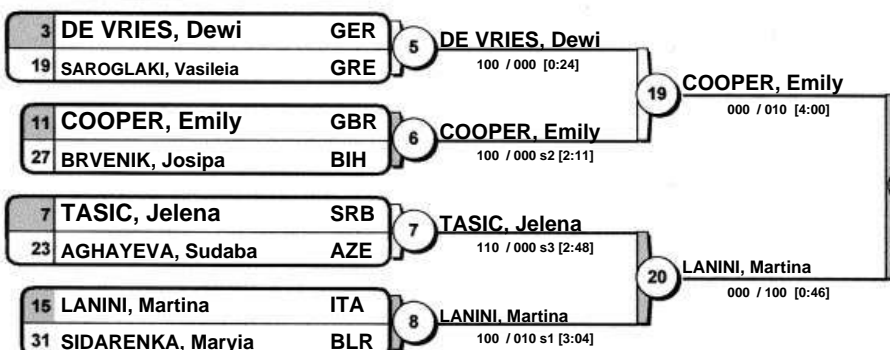 3 DE VRIES, Dewi GER
19 SAROGLAKI, Vasileia GRE
5 DE VRIES, Dewi
100 / 000 [0:24]
11 COOPER, Emily GBR
27 BRVENIK, Josipa BIH
6 COOPER, Emily
100 / 000 s2 [2:11]
19 COOPER, Emily
000 / 010 [4:00]
7 TASIC, Jelena SRB
23 AGHAYEVA, Sudaba AZE
7 TASIC, Jelena
110 / 000 s3 [2:48]
15 LANINI, Martina ITA
31 SIDARENKA, Maryia BLR
8 LANINI, Martina
100 / 010 s1 [3:04]
20 LANINI, Martina
000 / 100 [0:46]